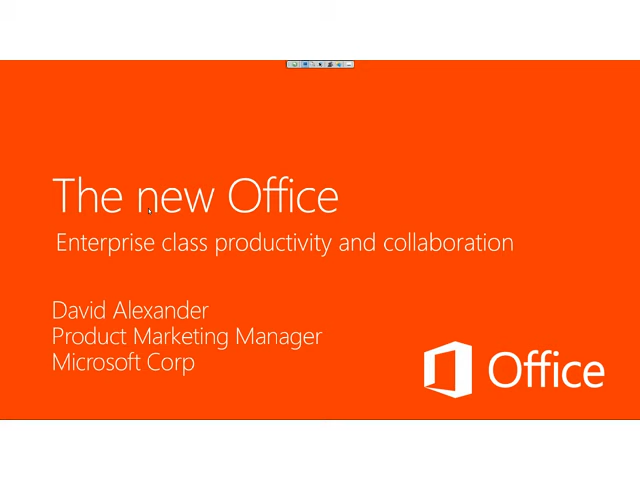 The new Office
Enterprise class productivity and collaboration
David Alexander
Product Marketing Manager
Microsoft Corp
Office